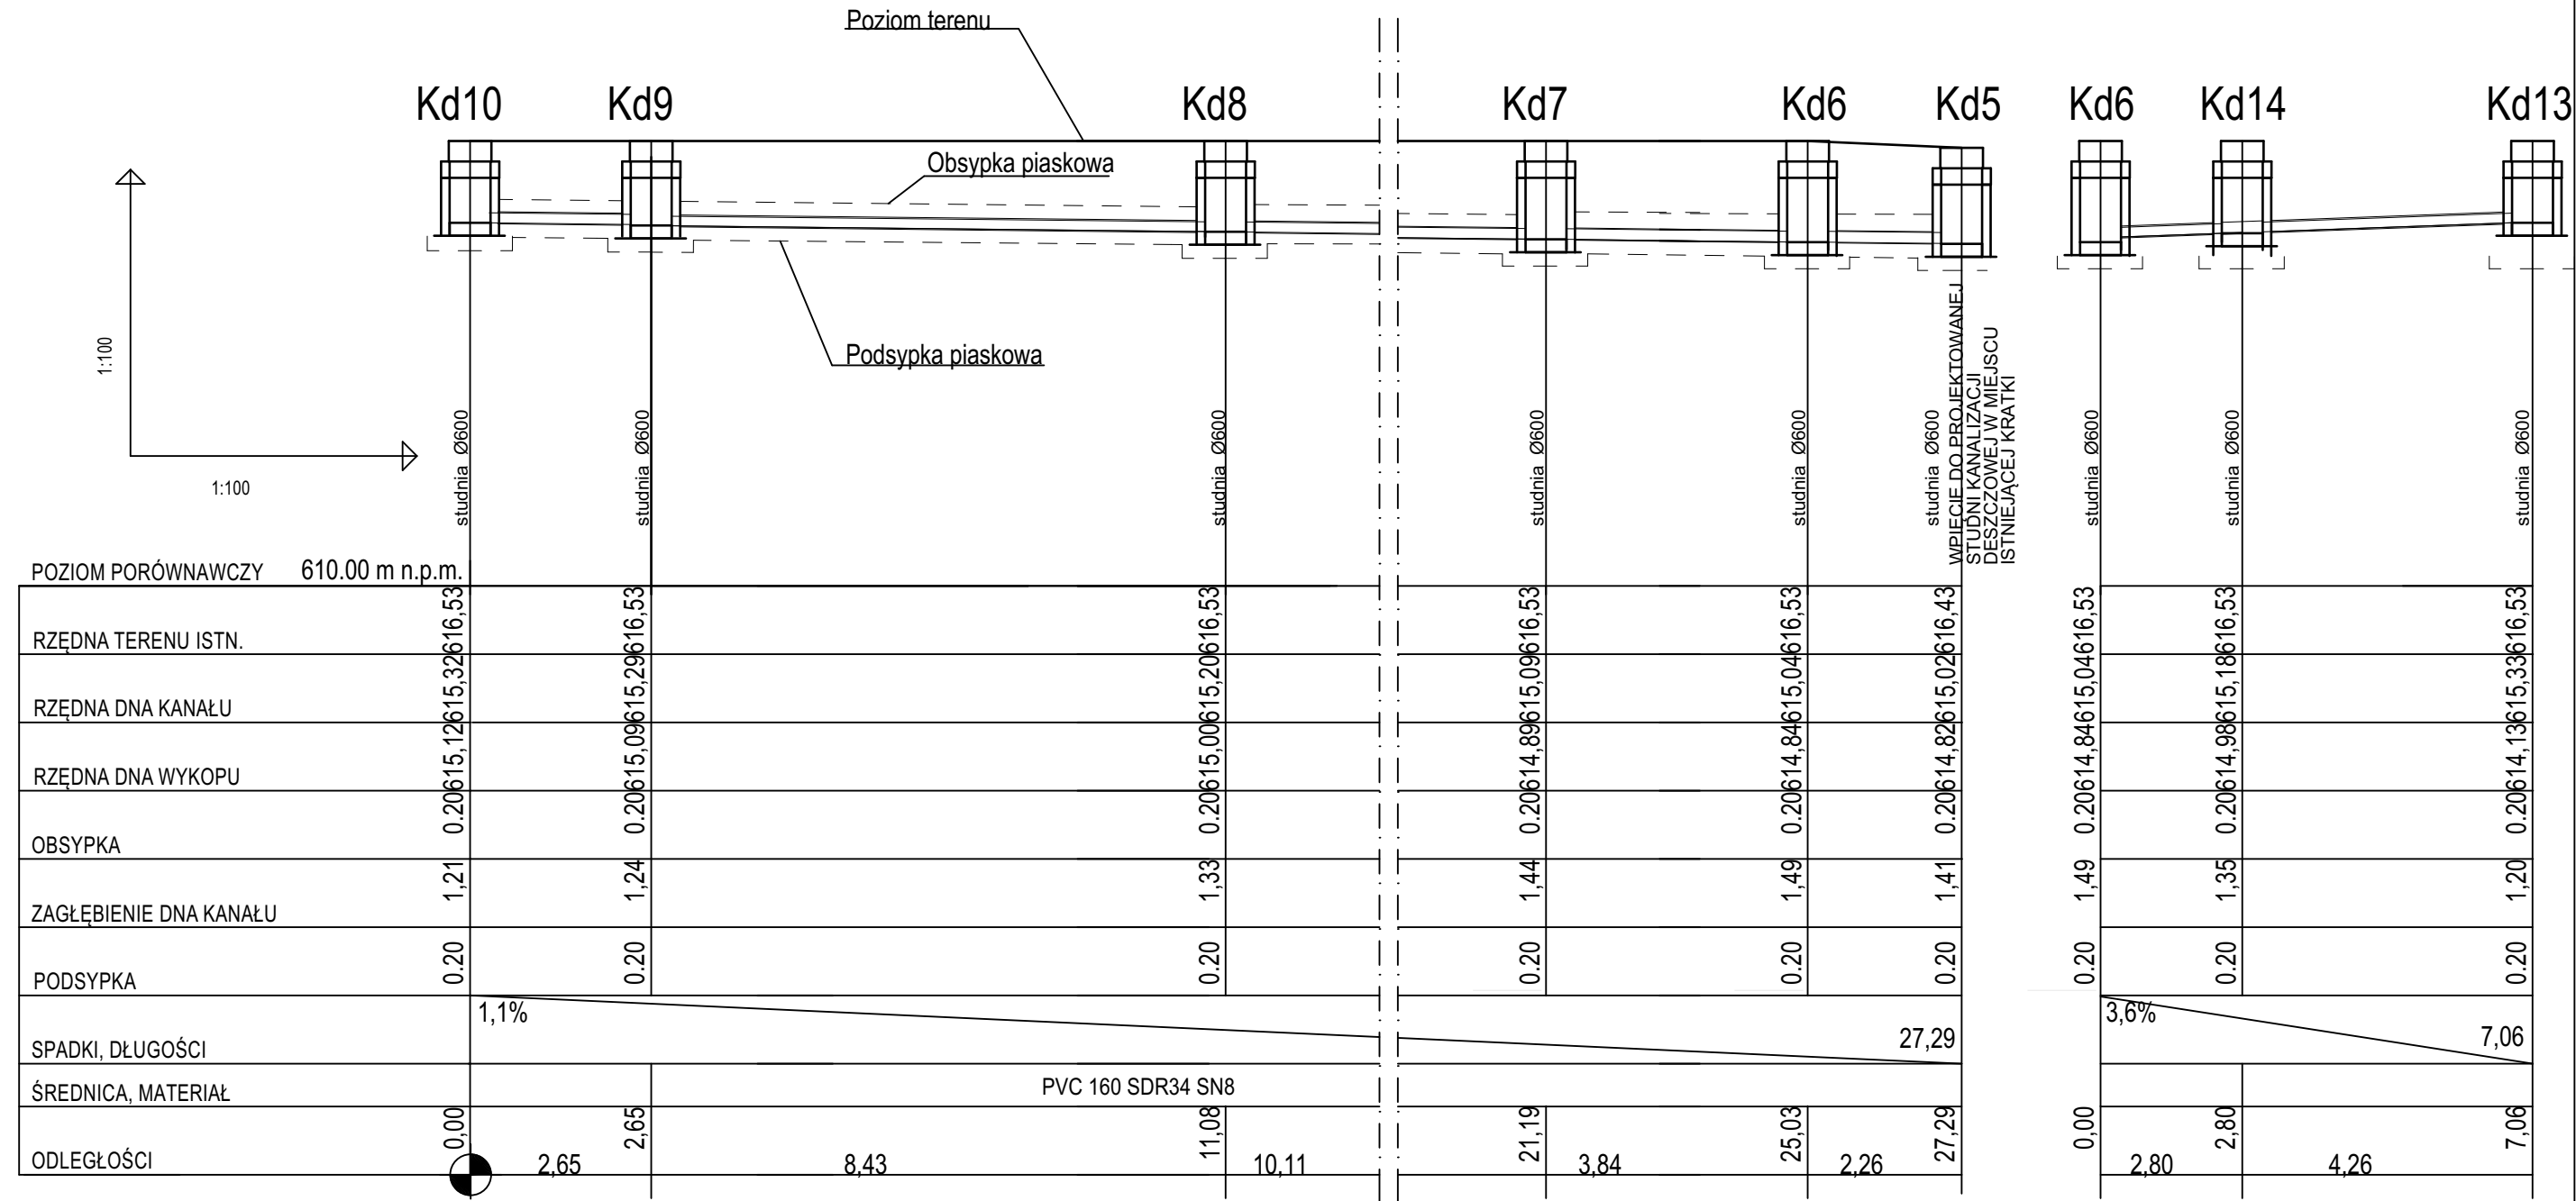 Poziom terenu
Kd10 Kd9 Kd8 Kd7 Kd6 Kd5 Kd6 Kd14 Kd13
Obsypka piaskowa
Podsypka piaskowa
1:100
1:100
studnia Ø600
studnia Ø600
studnia Ø600
studnia Ø600
studnia Ø600
studnia Ø600
WPIĘCIE DO PROJEKTOWANEJ
STUDNI KANALIZACJI
DESZCZOWEJ W MIEJSCU
ISTNIEJĄCEJ KRATKI
studnia Ø600
studnia Ø600
studnia Ø600
POZIOM PORÓWNAWCZY 610.00 m n.p.m.
RZĘDNA TERENU ISTN. 616,53 616,53 616,53 616,53 616,53 616,43 616,53 616,53 616,53
RZĘDNA DNA KANAŁU 615,32 615,29 615,20 615,09 615,04 615,02 615,04 615,18 615,33
RZĘDNA DNA WYKOPU 615,12 615,09 615,00 614,89 614,84 614,82 614,84 614,98 614,13
OBSYPKA 0.20 0.20 0.20 0.20 0.20 0.20 0.20 0.20 0.20
ZAGŁĘBIENIE DNA KANAŁU 1,21 1,24 1,33 1,44 1,49 1,41 1,49 1,35 1,20
PODSYPKA 0.20 0.20 0.20 0.20 0.20 0.20 0.20 0.20 0.20
SPADKI, DŁUGOŚCI 1,1% 27,29 3,6% 7,06
ŚREDNICA, MATERIAŁ PVC 160 SDR34 SN8
ODLEGŁOŚCI 0,00 2,65 11,08 21,19 25,03 27,29 0,00 2,80 7,06
2,65 8,43 10,11 3,84 2,26 2,80 4,26